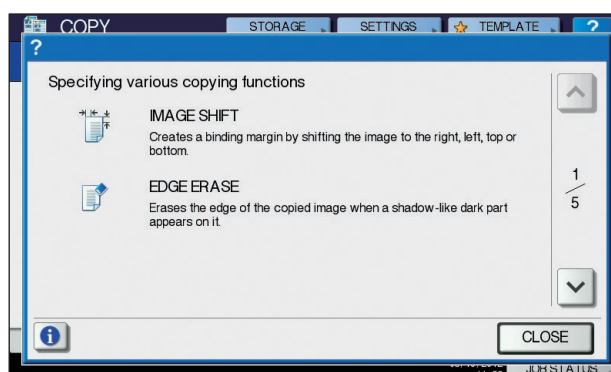 COPY
STORAGE
SETTINGS
TEMPLATE
?
?
Specifying various copying functions
IMAGE SHIFT
Creates a binding margin by shifting the image to the right, left, top or
bottom.
EDGE ERASE
Erases the edge of the copied image when a shadow-like dark part
appears on it.
1
5
CLOSE
JOB STATUS